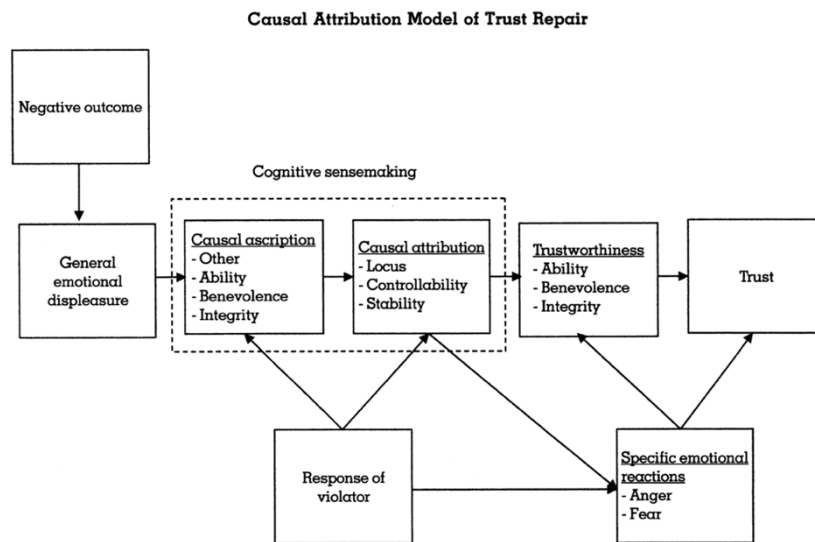 Causal Attribution Model of Trust Repair
Negative outcome
Cognitive sensemaking
General
emotional
displeasure
Causal ascription
- Other
- Ability
- Benevolence
- Integrity
Causal attribution
- Locus
- Controllability
- Stability
Trustworthiness
- Ability
- Benevolence
- Integrity
Trust
Response of
violator
Specific emotional
reactions
- Anger
- Fear